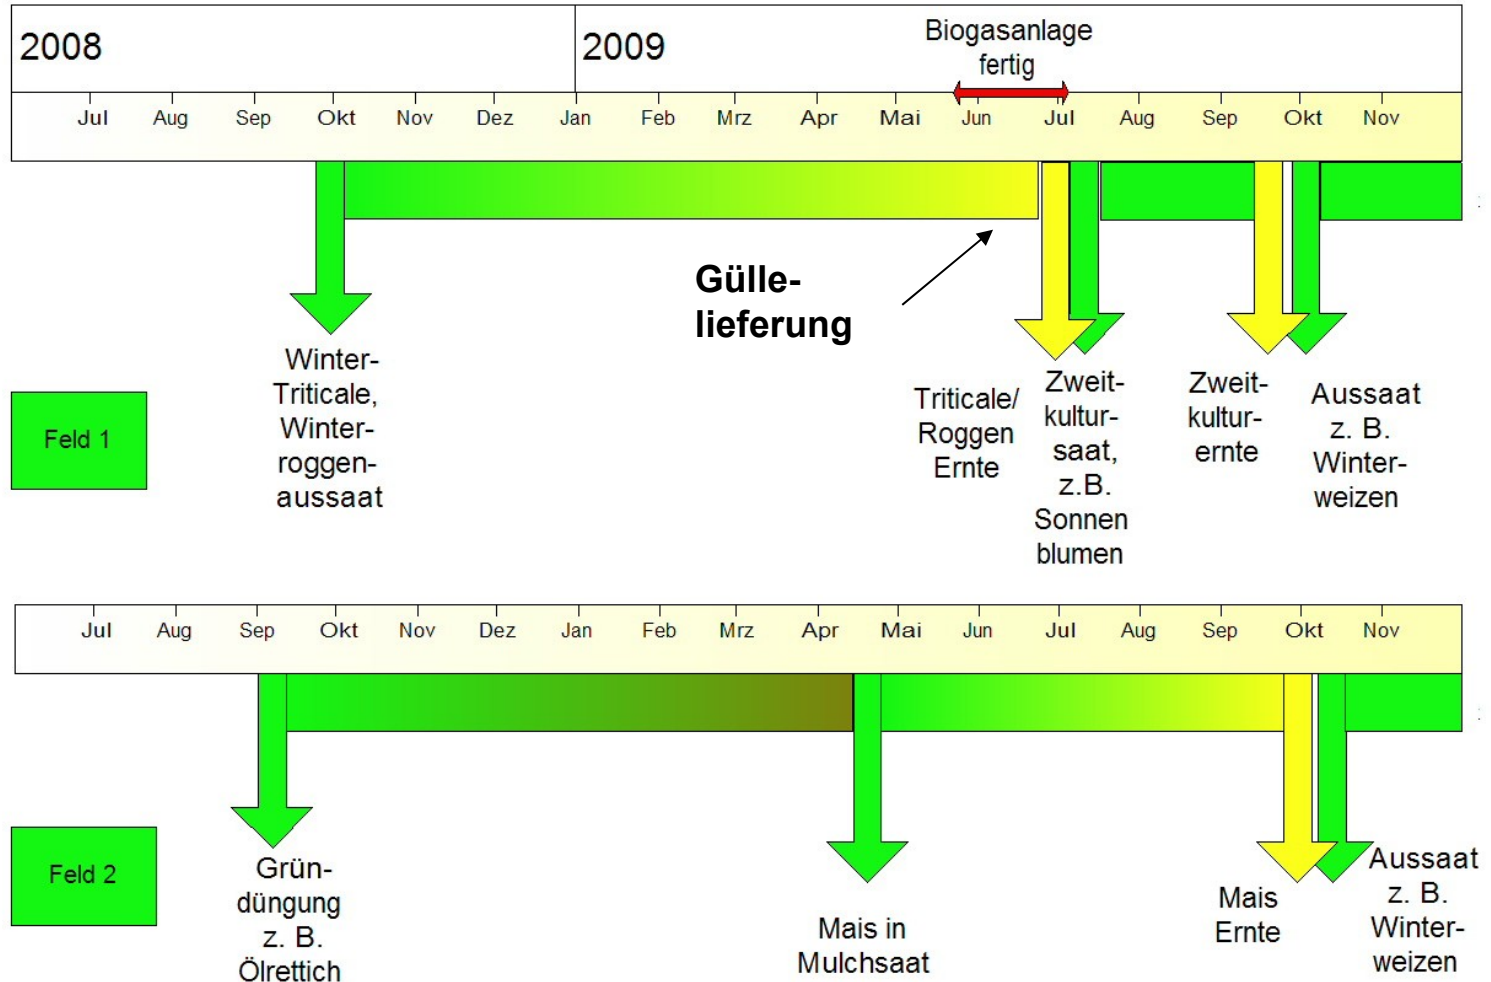 2008
2009
Biogasanlage
fertig
Jul Aug Sep Okt Nov Dez Jan Feb Mrz Apr Mai Jun Jul Aug Sep Okt Nov
Gülle-
lieferung
Winter-
Triticale,
Winter-
roggen-
aussaat
Triticale/
Roggen
Ernte
Zweit-
kultur-
saat,
z.B.
Sonnen
blumen
Zweit-
kultur-
ernte
Aussaat
z. B.
Winter-
weizen
Feld 1
Jul Aug Sep Okt Nov Dez Jan Feb Mrz Apr Mai Jun Jul Aug Sep Okt Nov
Feld 2
Grün-
düngung
z. B.
Ölrettich
Mais in
Mulchsaat
Mais
Ernte
Aussaat
z. B.
Winter-
weizen